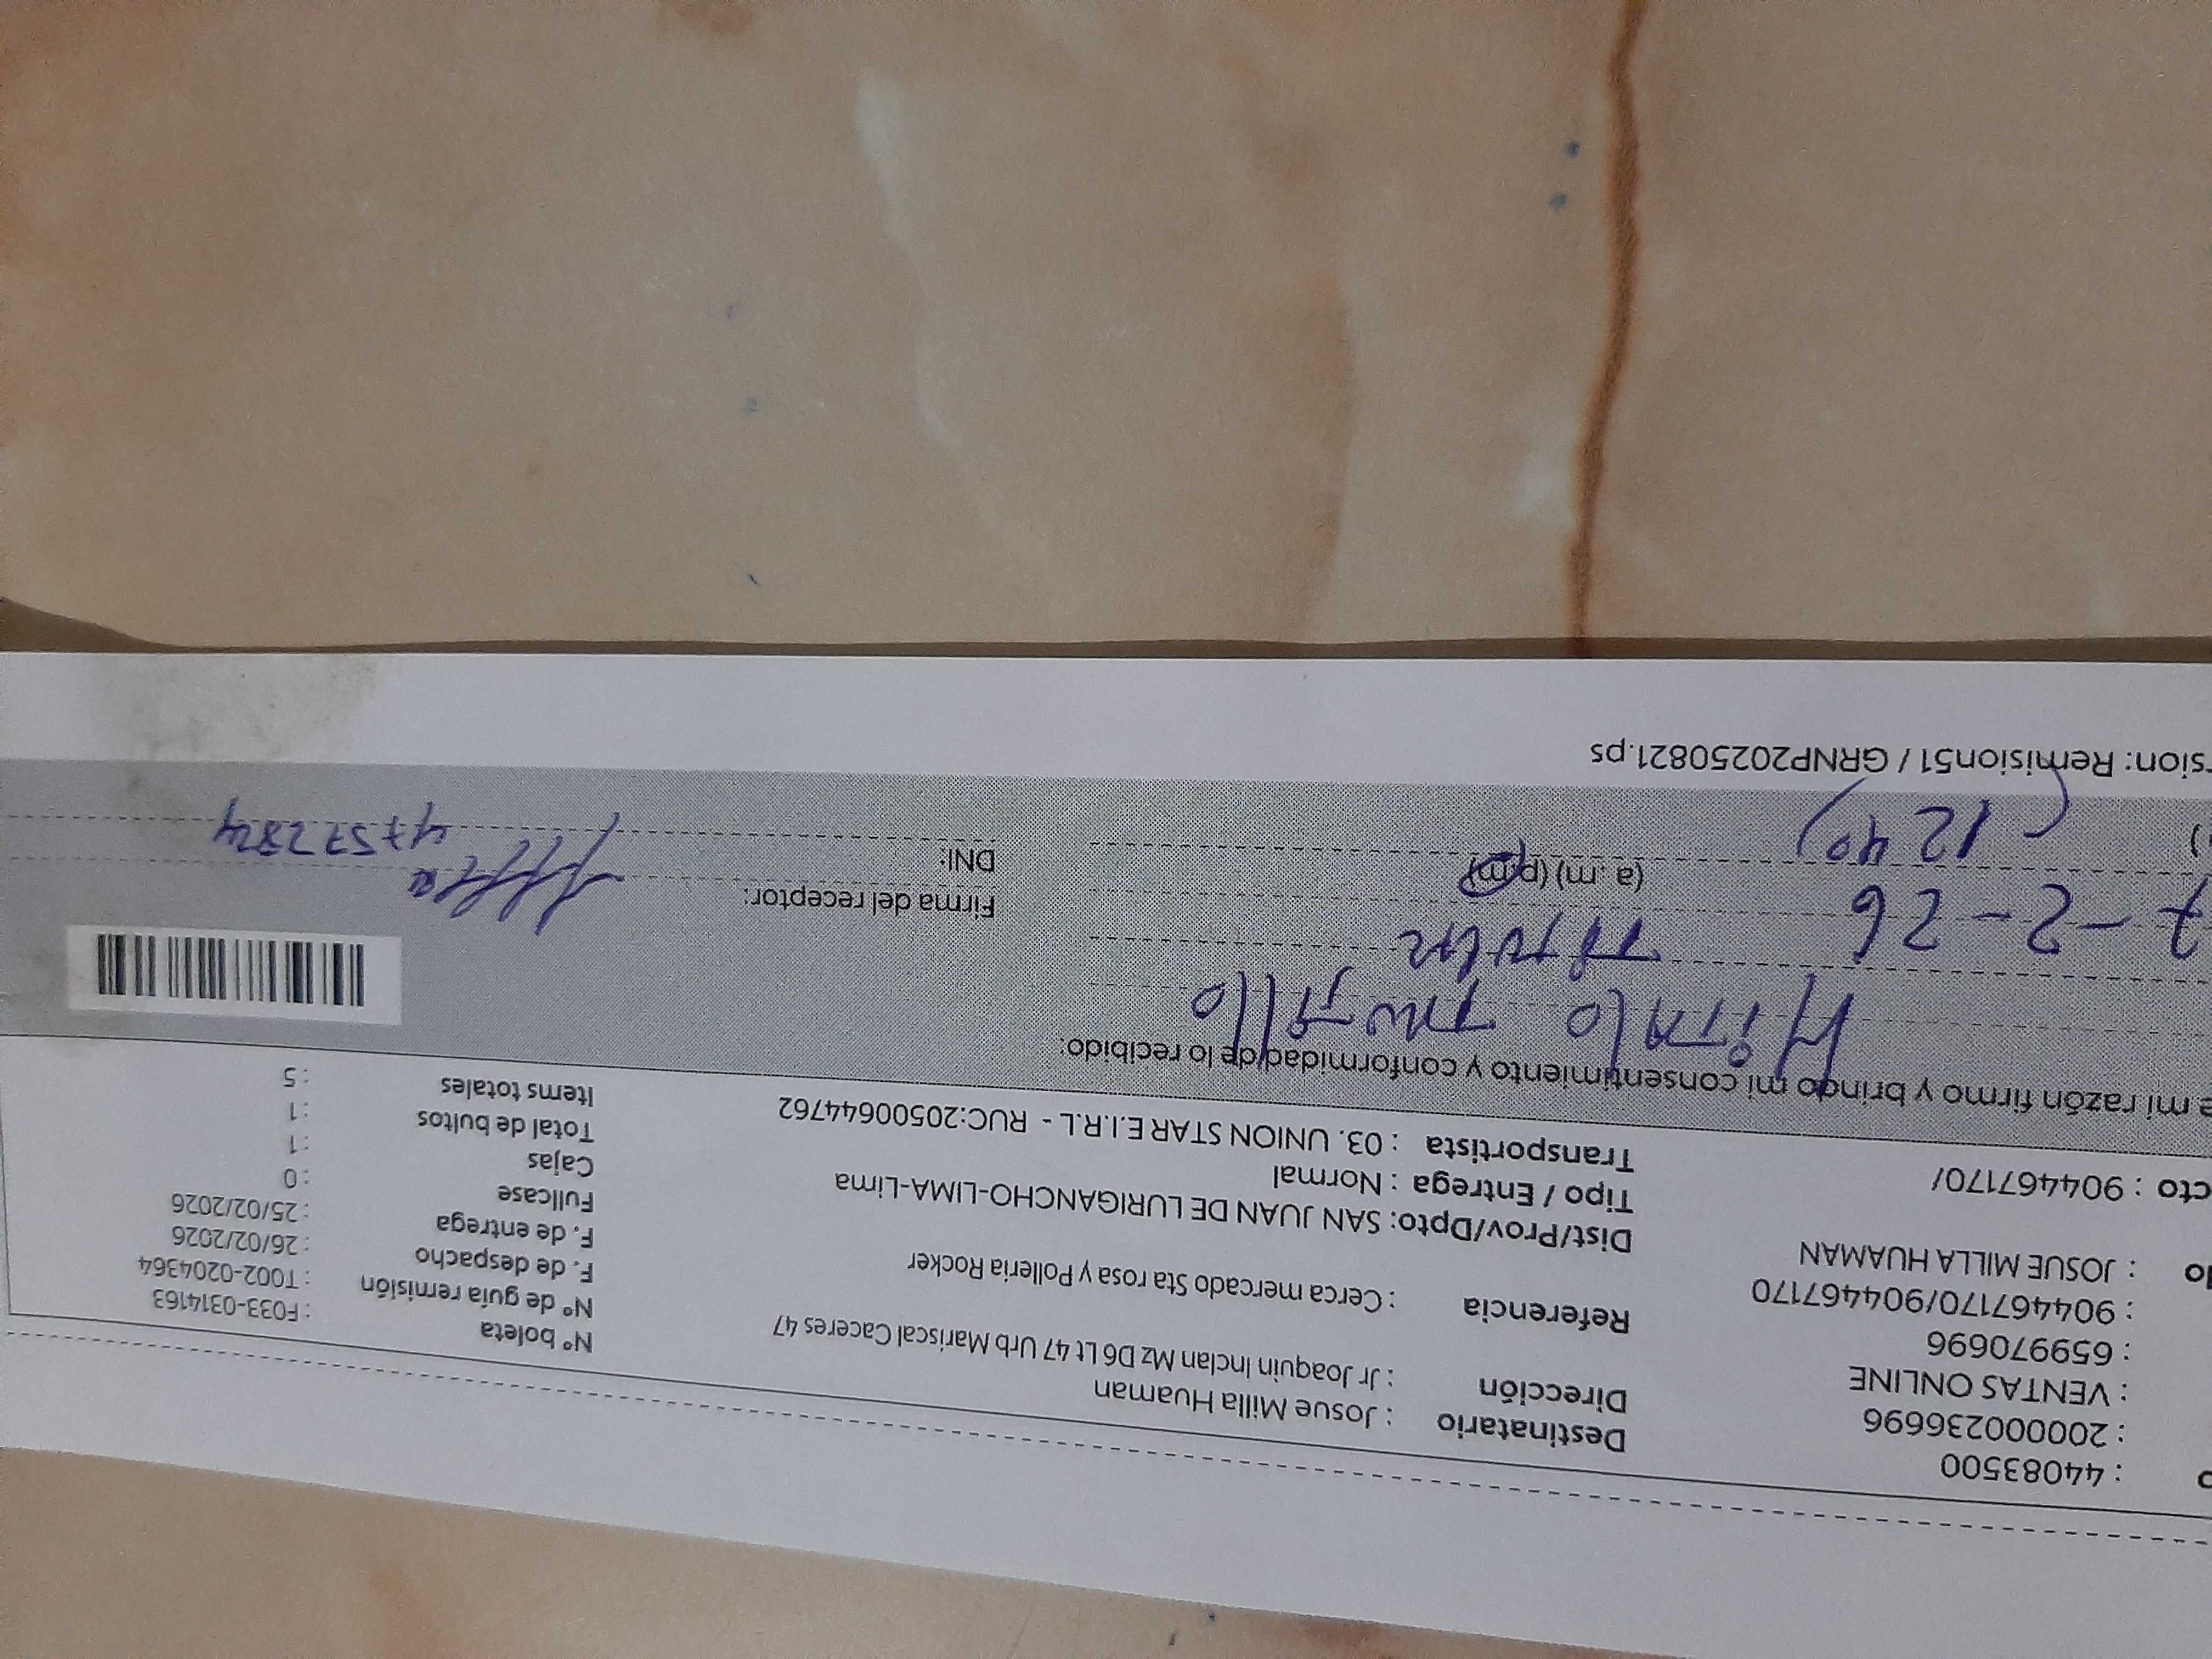 : 44083500
: 200000236696
: VENTAS ONLINE
: 659970696
: 904467170/904467170
: JOSUE MILLA HUAMAN
cto : 904467170/
Destinatario : Josue Milla Huaman
Dirección : Jr Joaquin Inclan Mz D6 Lt 47 Urb Mariscal Caceres 47
Referencia : Cerca mercado Sta rosa y Polleria Rocker
Dist/Prov/Dpto: SAN JUAN DE LURIGANCHO-LIMA-Lima
Tipo / Entrega : Normal
Transportista : 03. UNION STAR E.I.R.L - RUC:20500644762
Nº boleta : F033-0314163
Nº de guía remisión : T002-0204364
F. de despacho : 26/02/2026
F. de entrega : 25/02/2026
Fullcase : 0
Cajas : 1
Total de bultos : 1
Items totales : 5
e mi razón firmo y brindo mi consentimiento y conformidad de lo recibido:
7-2-26
(a. m) (p.m)
(1240)
Firma del receptor:
DNI:
rsion: Remision51 / GRNP20250821.ps